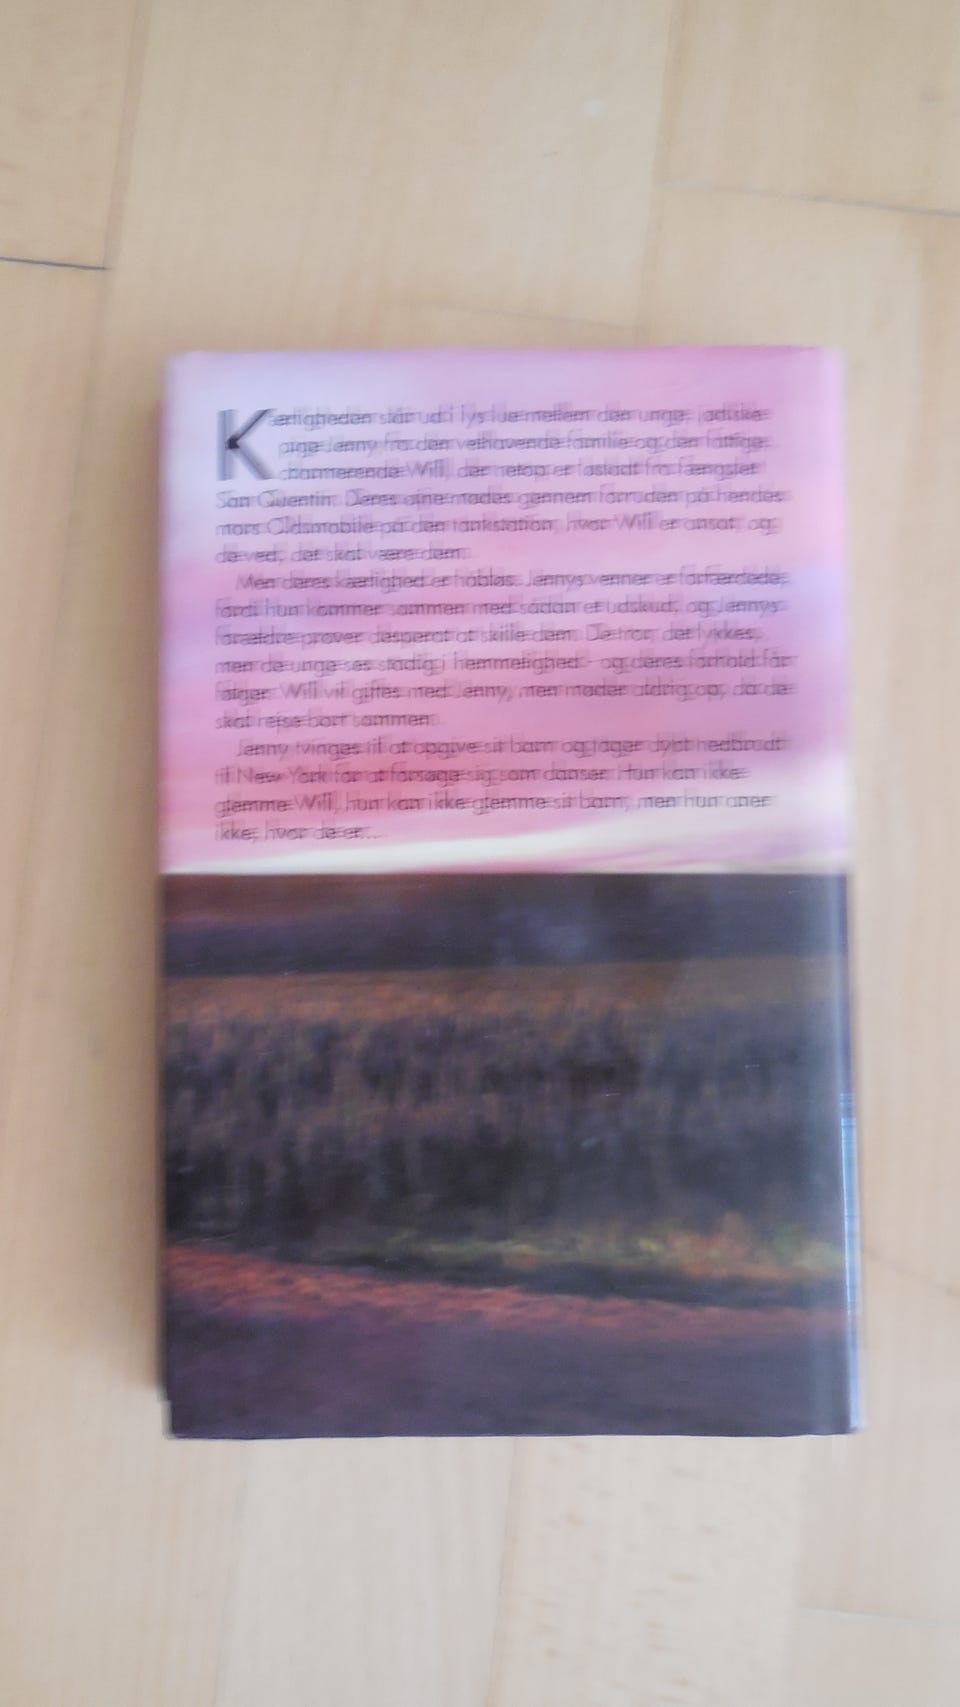 Kærligheden slår ud i lys lue mellem den unge, jødiske
pige Jenny fra den velhavende familie og den fattige,
charmerende Will, der netop er løsladt fra fængslet
San Quentin. Deres øjne mødes gennem forruden på hendes
mors Oldsmobile på den tankstation, hvor Will er ansat, og
de ved, det skal være dem.
Men deres kærlighed er håbløs. Jennys venner er forfærdede,
fordi hun kommer sammen med sådan et udskud, og Jennys
forældre prøver desperat at skille dem. De tror, det lykkes,
men de unge ses stadig i hemmelighed - og deres forhold får
følger. Will vil giftes med Jenny, men møder aldrig op, da de
skal rejse bort sammen.
Jenny tvinges til at opgive sit barn og tager dybt nedbrudt
til New York for at forsøge sig som danser. Hun kan ikke
glemme Will, hun kan ikke glemme sit barn, men hun aner
ikke, hvor de er...